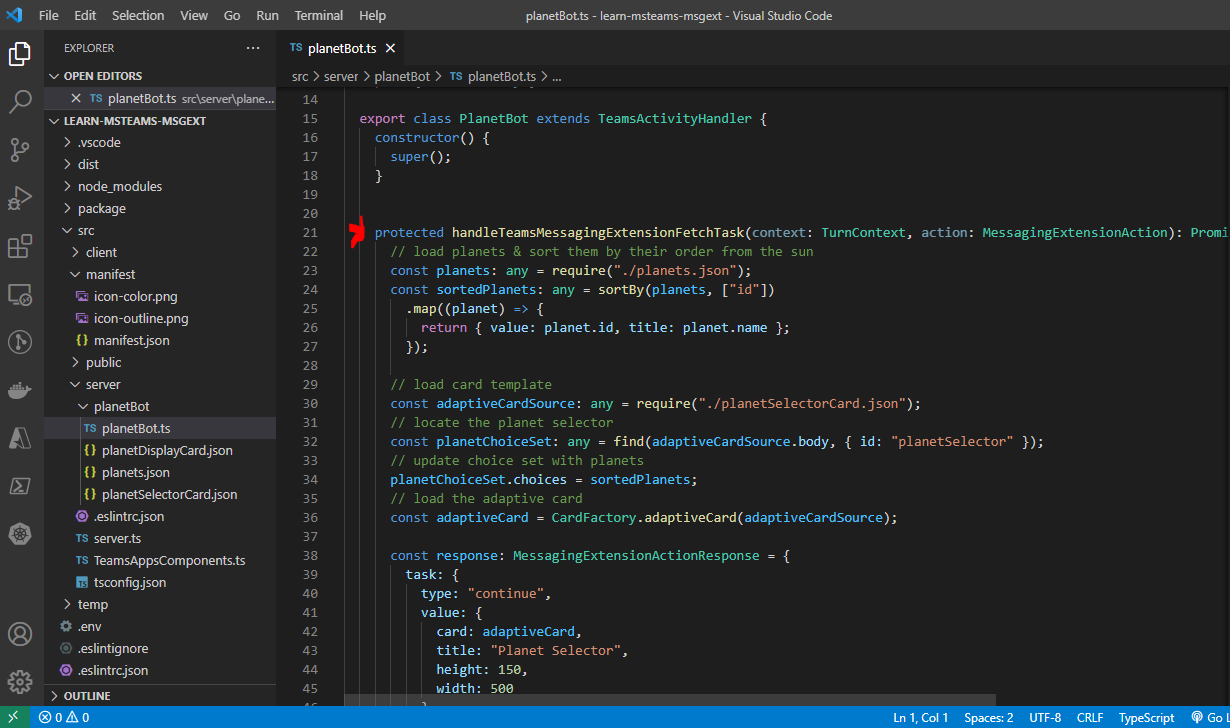 File Edit Selection View Go Run Terminal Help planetBot.ts - learn-msteams-msgext - Visual Studio Code
EXPLORER ...
OPEN EDITORS
TS planetBot.ts src\server\plane...
LEARN-MSTEAMS-MSGEXT
.vscode
dist
node_modules
package
src
client
manifest
icon-color.png
icon-outline.png
{} manifest.json
public
server
planetBot
TS planetBot.ts
{} planetDisplayCard.json
{} planets.json
{} planetSelectorCard.json
.eslintrc.json
TS server.ts
TS TeamsAppsComponents.ts
TS tsconfig.json
temp
.env
.eslintignore
.eslintrc.json
OUTLINE
TS planetBot.ts
src > server > planetBot > TS planetBot.ts > ...
14
15 export class PlanetBot extends TeamsActivityHandler {
16 constructor() {
17 super();
18 }
19
20
21 protected handleTeamsMessagingExtensionFetchTask(context: TurnContext, action: MessagingExtensionAction): Promi
22 // load planets & sort them by their order from the sun
23 const planets: any = require("./planets.json");
24 const sortedPlanets: any = sortBy(planets, ["id"])
25 .map((planet) => {
26 return { value: planet.id, title: planet.name };
27 });
28
29 // load card template
30 const adaptiveCardSource: any = require("./planetSelectorCard.json");
31 // locate the planet selector
32 const planetChoiceSet: any = find(adaptiveCardSource.body, { id: "planetSelector" });
33 // update choice set with planets
34 planetChoiceSet.choices = sortedPlanets;
35 // load the adaptive card
36 const adaptiveCard = CardFactory.adaptiveCard(adaptiveCardSource);
37
38 const response: MessagingExtensionActionResponse = {
39 task: {
40 type: "continue",
41 value: {
42 card: adaptiveCard,
43 title: "Planet Selector",
44 height: 150,
45 width: 500
0 0 Ln 1, Col 1 Spaces: 2 UTF-8 CRLF TypeScript Go L